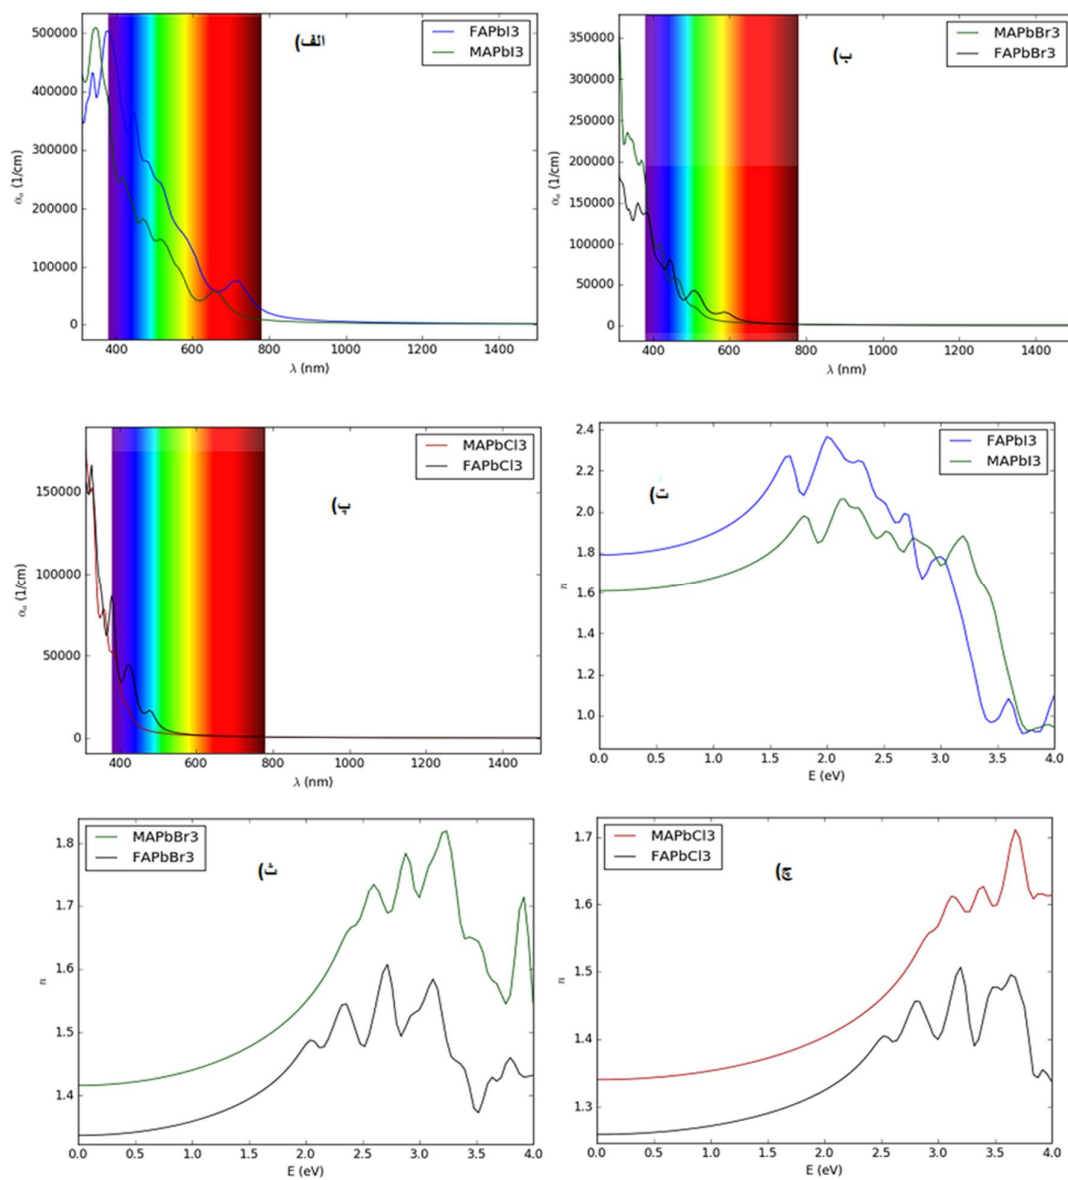 الف)
FAPbI3
MAPbI3
500000
400000
300000
200000
100000
0
αₐ (1/cm)
400 600 800 1000 1200 1400
λ (nm)
ب)
MAPbBr3
FAPbBr3
350000
300000
250000
200000
150000
100000
50000
0
αₐ (1/cm)
400 600 800 1000 1200 1400
λ (nm)
MAPbCl3
FAPbCl3
پ)
150000
100000
50000
0
αₐ (1/cm)
400 600 800 1000 1200 1400
λ (nm)
ت)
FAPbI3
MAPbI3
2.4
2.2
2.0
1.8
1.6
1.4
1.2
1.0
n
0.0 0.5 1.0 1.5 2.0 2.5 3.0 3.5 4.0
E (eV)
MAPbBr3
FAPbBr3
ث)
1.8
1.7
1.6
1.5
1.4
n
0.0 0.5 1.0 1.5 2.0 2.5 3.0 3.5 4.0
E (eV)
MAPbCl3
FAPbCl3
ج)
1.7
1.6
1.5
1.4
1.3
n
0.0 0.5 1.0 1.5 2.0 2.5 3.0 3.5 4.0
E (eV)